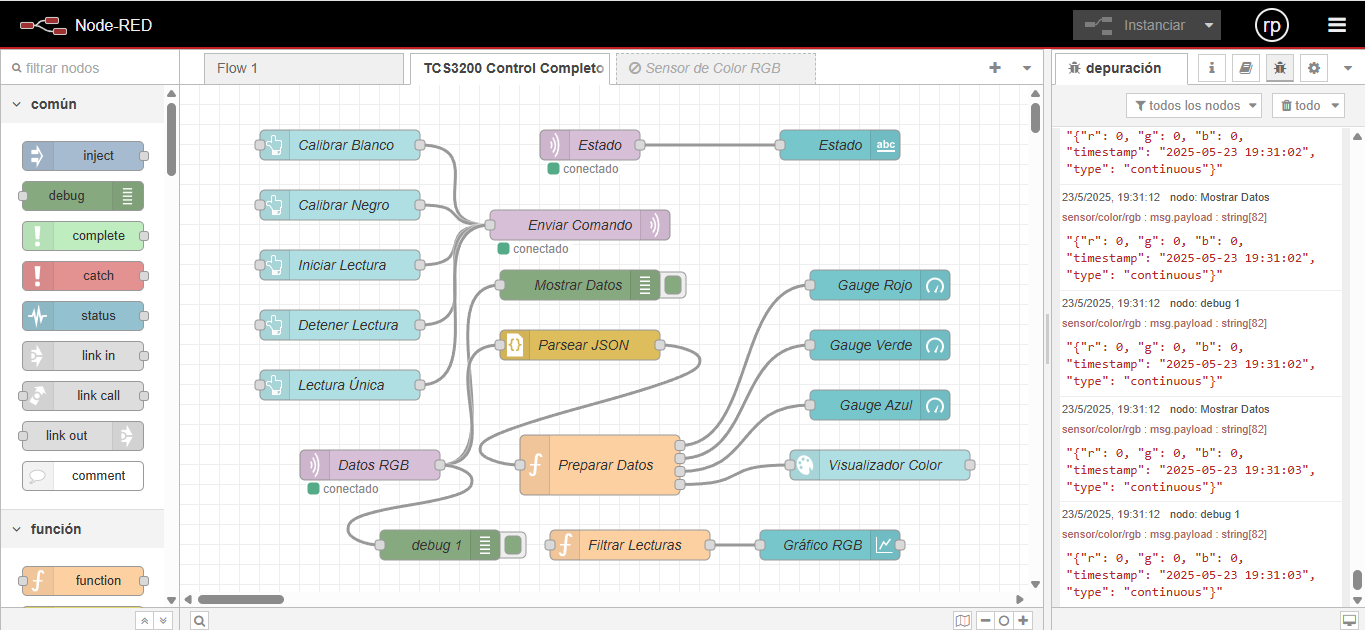 Node-RED
Instanciar
rp
filtrar nodos
Flow 1
TCS3200 Control Completo
Sensor de Color RGB
depuración
i
todos los nodos
todo
común
inject
debug
complete
catch
status
link in
link call
link out
comment
función
function
Calibrar Blanco
Calibrar Negro
Iniciar Lectura
Detener Lectura
Lectura Única
Estado
conectado
Estado
abc
Enviar Comando
conectado
Mostrar Datos
Parsear JSON
{}
Gauge Rojo
Gauge Verde
Gauge Azul
Datos RGB
conectado
f
Preparar Datos
Visualizador Color
debug 1
f
Filtrar Lecturas
Gráfico RGB
"{"r": 0, "g": 0, "b": 0,
"timestamp": "2025-05-23 19:31:02",
"type": "continuous"}"
23/5/2025, 19:31:12 nodo: Mostrar Datos
sensor/color/rgb : msg.payload : string[82]
"{"r": 0, "g": 0, "b": 0,
"timestamp": "2025-05-23 19:31:02",
"type": "continuous"}"
23/5/2025, 19:31:12 nodo: debug 1
sensor/color/rgb : msg.payload : string[82]
"{"r": 0, "g": 0, "b": 0,
"timestamp": "2025-05-23 19:31:02",
"type": "continuous"}"
23/5/2025, 19:31:12 nodo: Mostrar Datos
sensor/color/rgb : msg.payload : string[82]
"{"r": 0, "g": 0, "b": 0,
"timestamp": "2025-05-23 19:31:03",
"type": "continuous"}"
23/5/2025, 19:31:12 nodo: debug 1
sensor/color/rgb : msg.payload : string[82]
"{"r": 0, "g": 0, "b": 0,
"timestamp": "2025-05-23 19:31:03",
"type": "continuous"}"